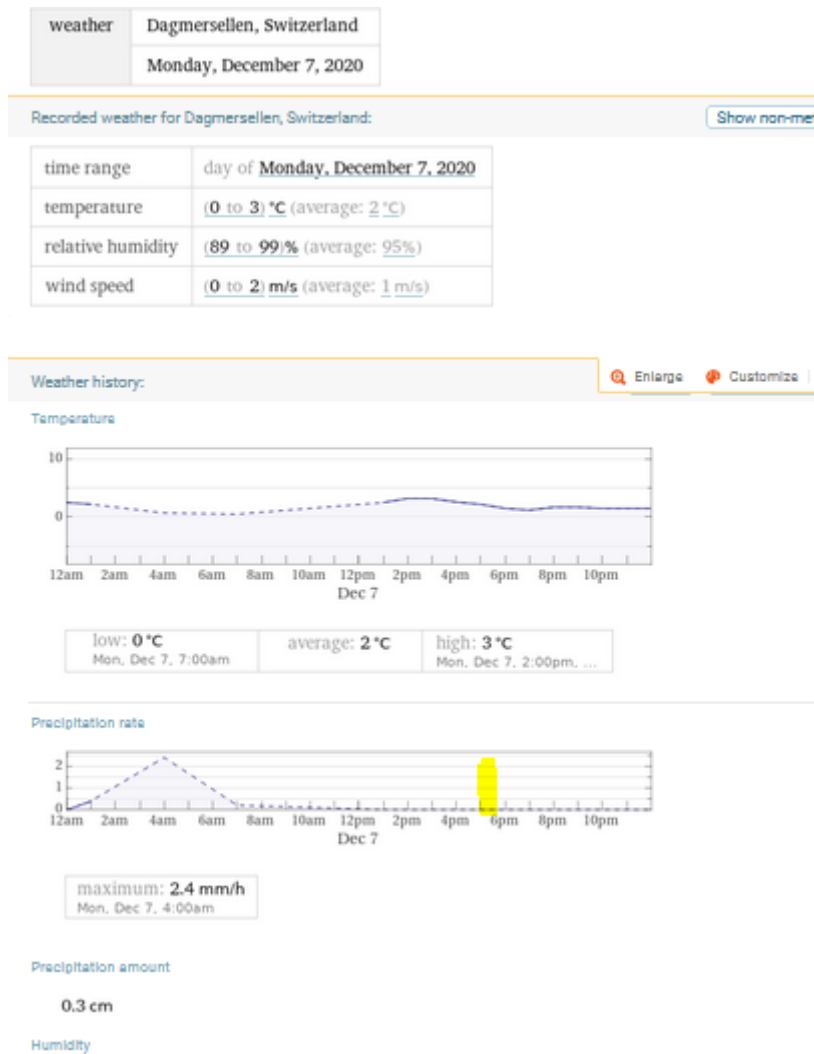 weather Dagmersellen, Switzerland
Monday, December 7, 2020
Recorded weather for Dagmersellen, Switzerland: Show non-me
time range day of Monday, December 7, 2020
temperature (0 to 3) °C (average: 2 °C)
relative humidity (89 to 99)% (average: 95%)
wind speed (0 to 2) m/s (average: 1 m/s)
Weather history: Enlarge Customize
Temperature
10
0
12am 2am 4am 6am 8am 10am 12pm 2pm 4pm 6pm 8pm 10pm
Dec 7
low: 0 °C average: 2 °C high: 3 °C
Mon, Dec 7, 7:00am Mon, Dec 7, 2:00pm, ...
Precipitation rate
2
1
0
12am 2am 4am 6am 8am 10am 12pm 2pm 4pm 6pm 8pm 10pm
Dec 7
maximum: 2.4 mm/h
Mon, Dec 7, 4:00am
Precipitation amount
0.3 cm
Humidity